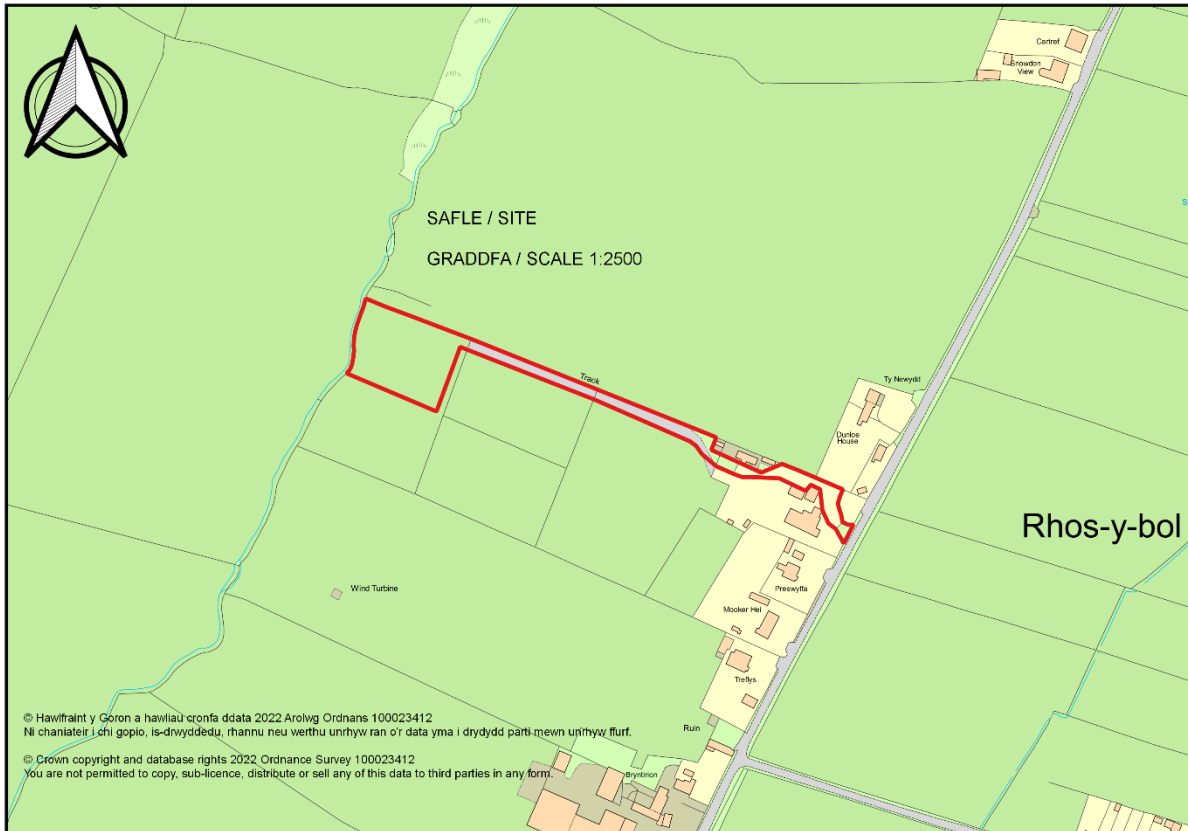 Cartref
Snowdon
View
SAFLE / SITE
GRADDFA / SCALE 1:2500
Track
Ty Newydd
Dunloe
House
Rhos-y-bol
Wind Turbine
Preswylfa
Mooker Hei
Treflys
Ruin
Bryntirion
© Hawlfraint y Goron a hawliau cronfa ddata 2022 Arolwg Ordnans 100023412
Ni chaniateir i chi gopio, is-drwyddedu, rhannu neu werthu unrhyw ran o'r data yma i drydydd parti mewn unrhyw ffurf.
© Crown copyright and database rights 2022 Ordnance Survey 100023412
You are not permitted to copy, sub-licence, distribute or sell any of this data to third parties in any form.